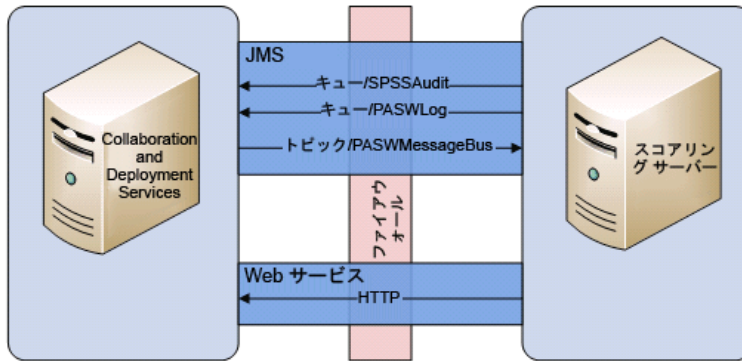 JMS
キュー/SPSSAudit
キュー/PASWLog
トピック/PASWMessageBus
Collaboration
and
Deployment
Services
スコアリン
グ サーバー
ファイアウ
ォール
Web サービス
HTTP